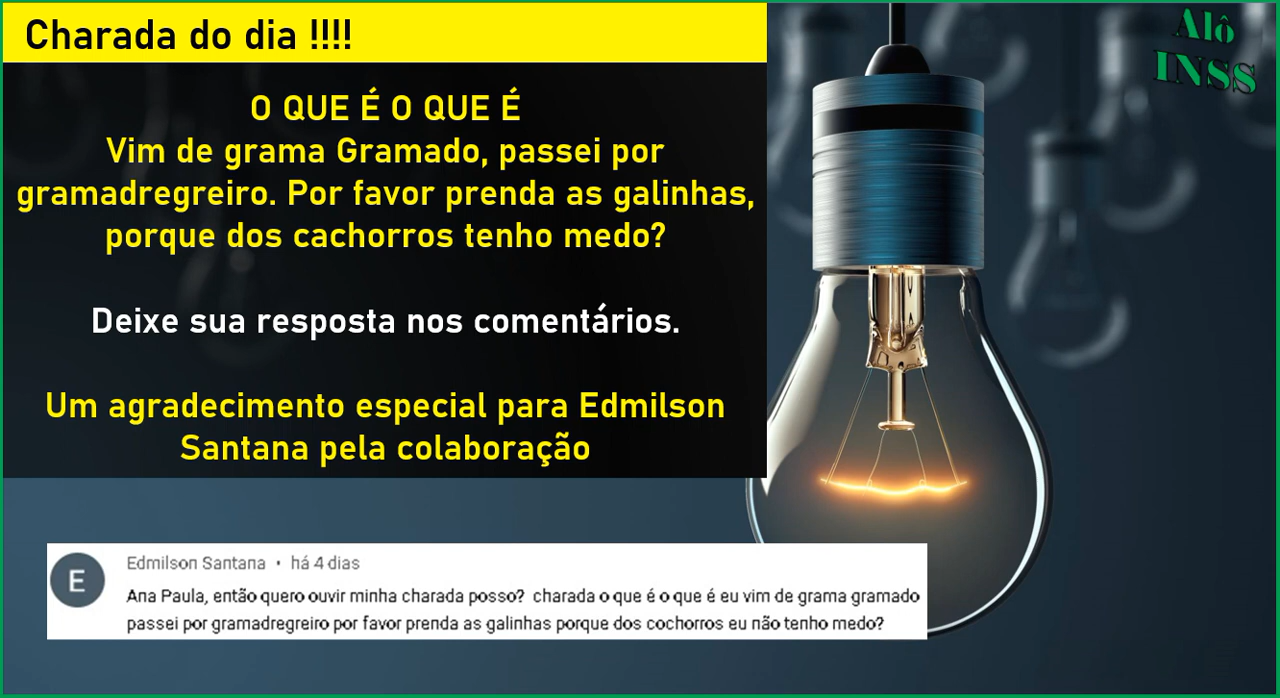 Charada do dia !!!!
Alô
INSS
O QUE É O QUE É
Vim de grama Gramado, passei por
gramadregreiro. Por favor prenda as galinhas,
porque dos cachorros tenho medo?
Deixe sua resposta nos comentários.
Um agradecimento especial para Edmilson
Santana pela colaboração
E
Edmilson Santana • há 4 dias
Ana Paula, então quero ouvir minha charada posso? charada o que é o que é eu vim de grama gramado
passei por gramadregreiro por favor prenda as galinhas porque dos cochorros eu não tenho medo?